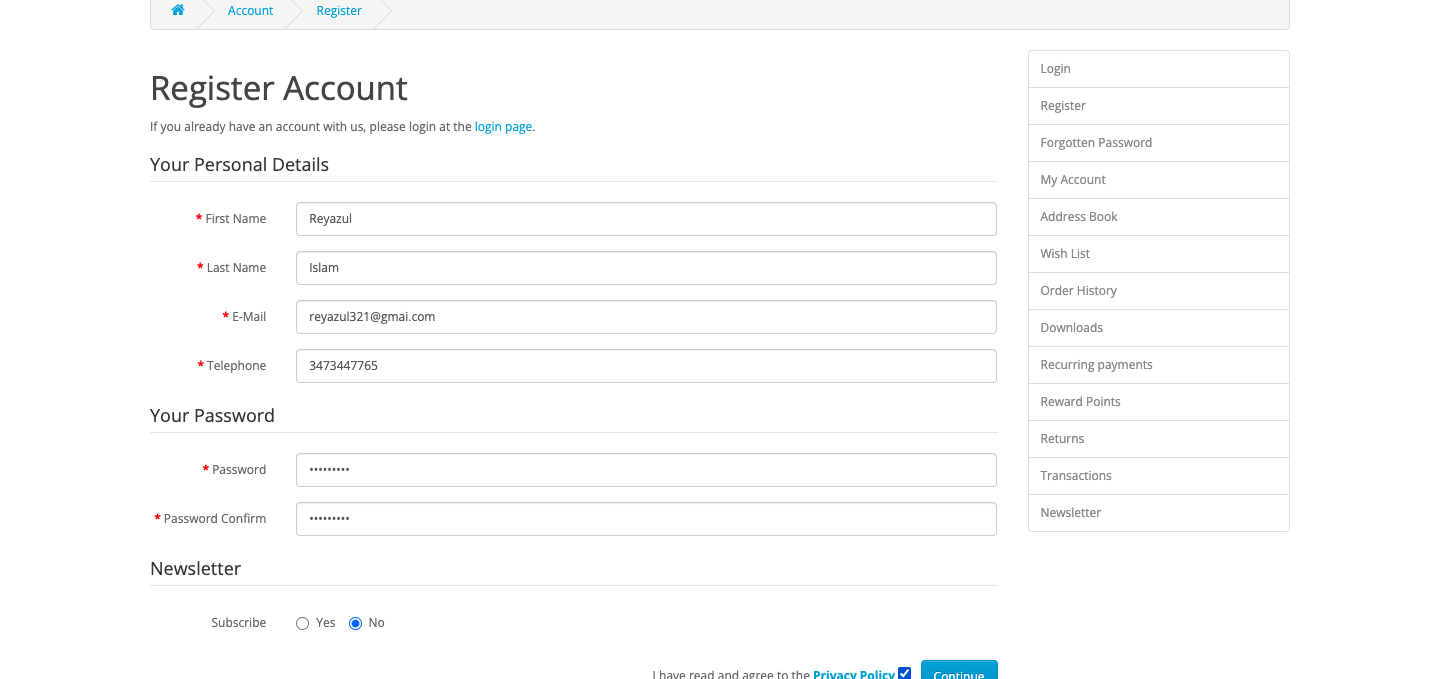 Account Register
Register Account
If you already have an account with us, please login at the login page.
Your Personal Details
* First Name Reyazul
* Last Name Islam
* E-Mail reyazul321@gmai.com
* Telephone 3473447765
Your Password
* Password •••••••••
* Password Confirm •••••••••
Newsletter
Subscribe Yes No
I have read and agree to the Privacy Policy Continue
Login
Register
Forgotten Password
My Account
Address Book
Wish List
Order History
Downloads
Recurring payments
Reward Points
Returns
Transactions
Newsletter